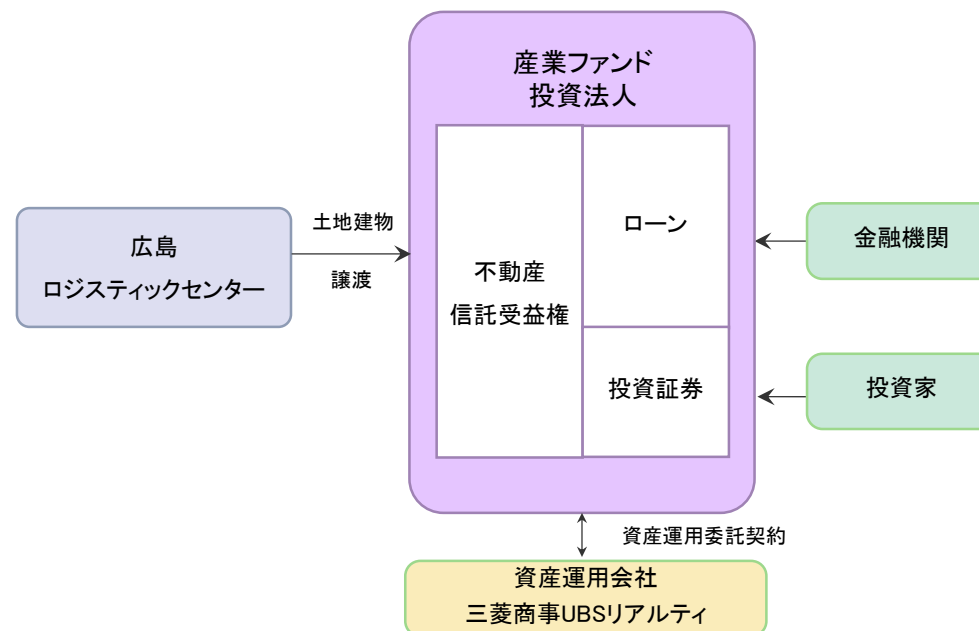 産業ファンド
投資法人
広島
ロジスティックセンター
土地建物
譲渡
不動産
信託受益権
ローン
投資証券
金融機関
投資家
資産運用委託契約
資産運用会社
三菱商事UBSリアルティ